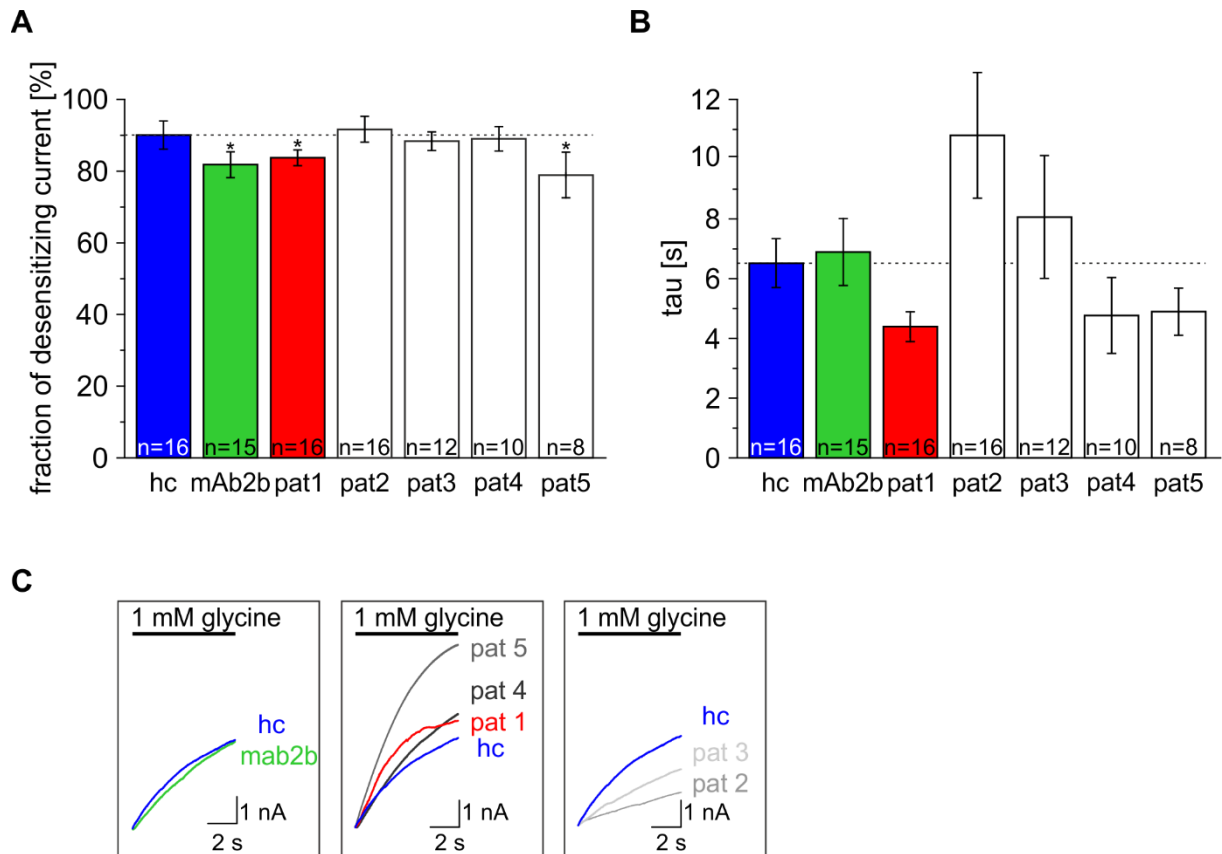 A
fraction of desensitizing current [%]
100
80
60
40
20
0
*
*
*
n=16
n=15
n=16
n=16
n=12
n=10
n=8
hc
mAb2b
pat1
pat2
pat3
pat4
pat5
B
tau [s]
12
10
8
6
4
2
0
n=16
n=15
n=16
n=16
n=12
n=10
n=8
hc
mAb2b
pat1
pat2
pat3
pat4
pat5
C
1 mM glycine
hc
mab2b
1 nA
2 s
1 mM glycine
pat 5
pat 4
pat 1
hc
1 nA
2 s
1 mM glycine
hc
pat 3
pat 2
1 nA
2 s